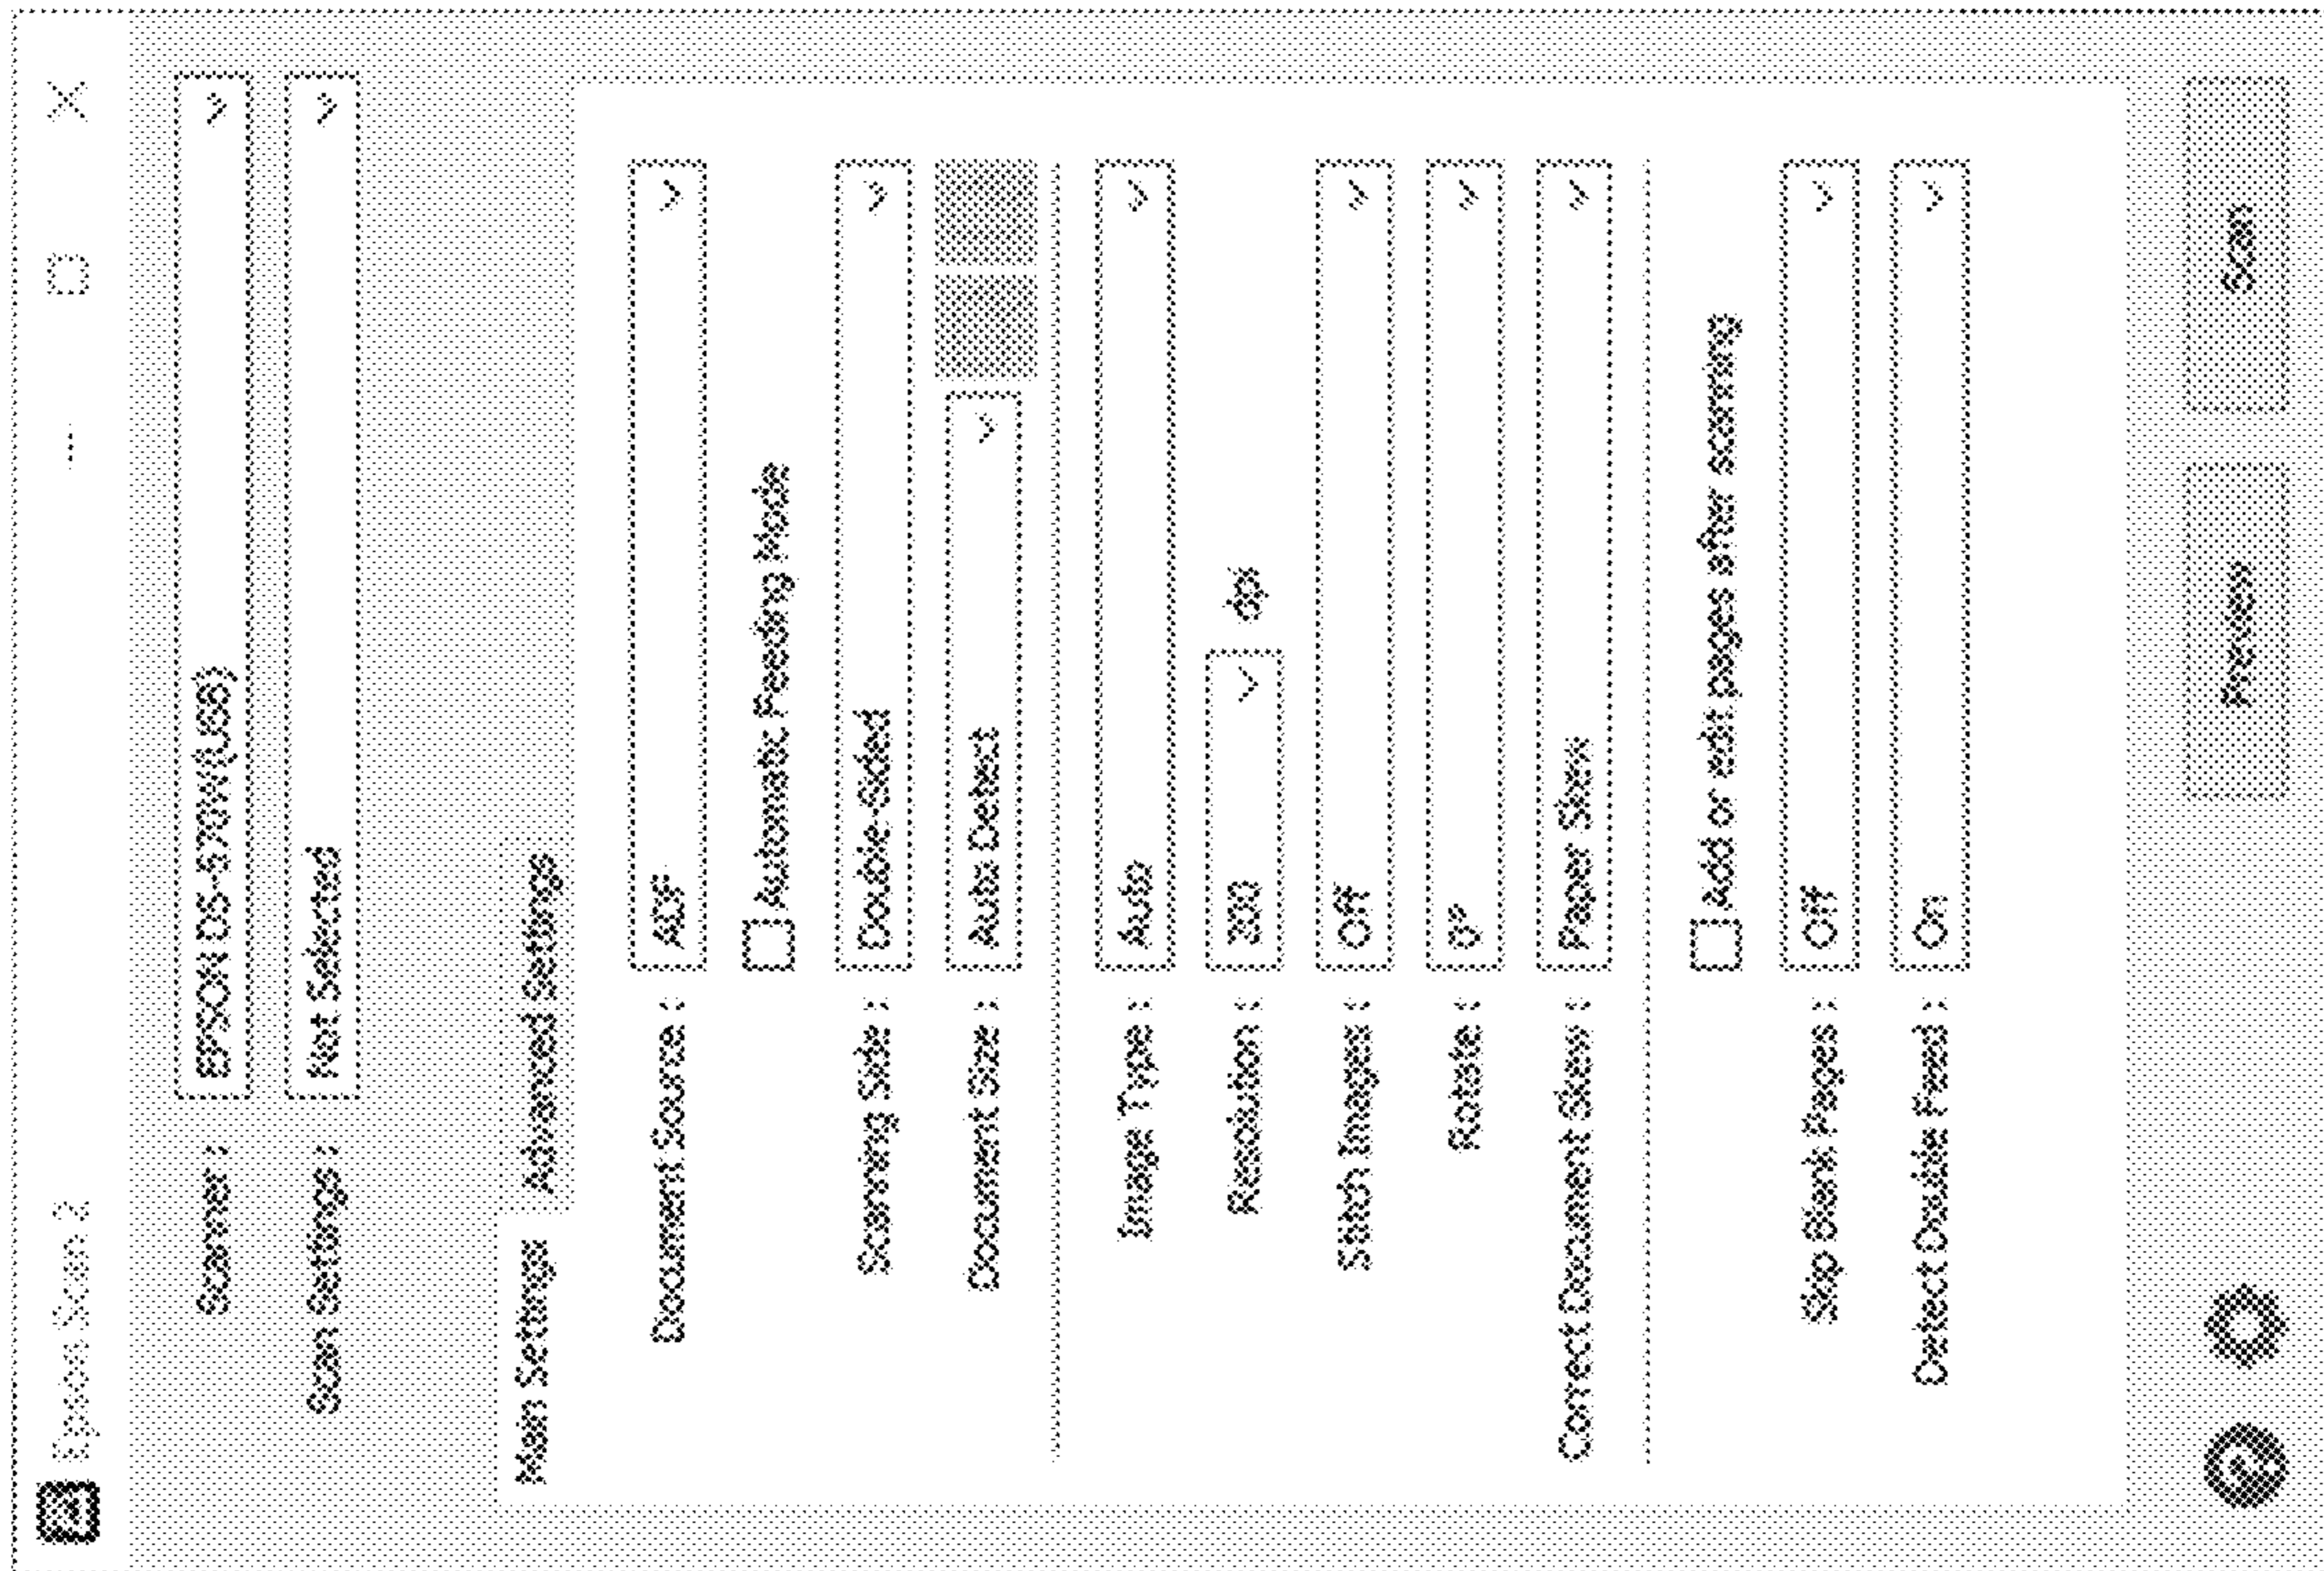 Epson Scan 2
Scanner : EPSON DS-570W(USB)
Scan Settings : Not Selected
Main Settings Advanced Settings
Document Source : ADF
Automatic Feeding Mode
Scanning Side : Double-Sided
Document Size : Auto Detect
Image Type : Auto
Resolution : dpi
Stitch Images : Off
Rotate : 0°
Correct Document Skew : Paper Skew
Add or edit pages after scanning
Skip Blank Pages : Off
Detect Double Feed : On
Preview Scan